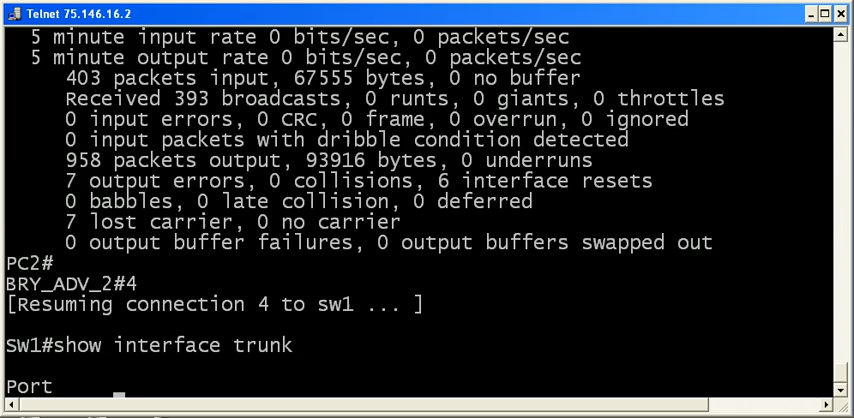 Telnet 75.146.16.2
5 minute input rate 0 bits/sec, 0 packets/sec
5 minute output rate 0 bits/sec, 0 packets/sec
403 packets input, 67555 bytes, 0 no buffer
Received 393 broadcasts, 0 runts, 0 giants, 0 throttles
0 input errors, 0 CRC, 0 frame, 0 overrun, 0 ignored
0 input packets with dribble condition detected
958 packets output, 93916 bytes, 0 underruns
7 output errors, 0 collisions, 6 interface resets
0 babbles, 0 late collision, 0 deferred
7 lost carrier, 0 no carrier
0 output buffer failures, 0 output buffers swapped out
PC2#
BRY_ADV_2#4
[Resuming connection 4 to sw1 ... ]
SW1#show interface trunk
Port